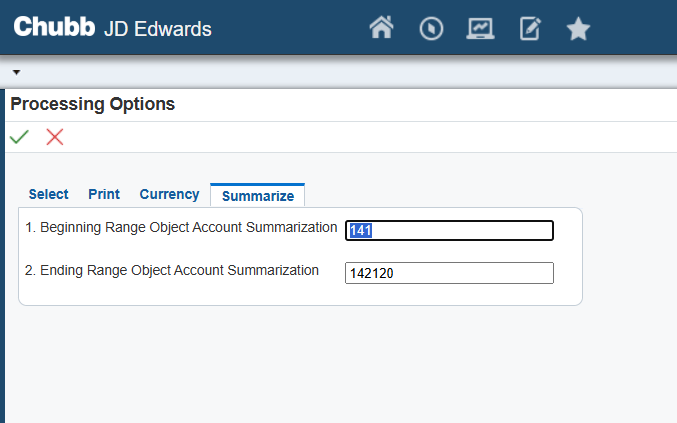 Chubb JD Edwards
Processing Options
Select Print Currency Summarize
1. Beginning Range Object Account Summarization 141
2. Ending Range Object Account Summarization 142120